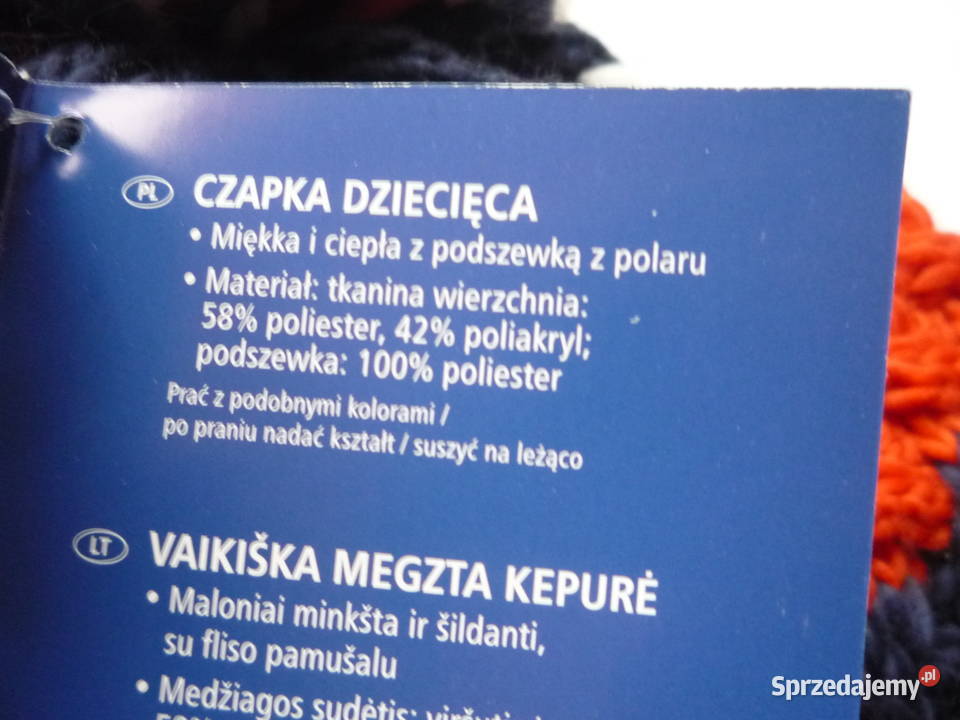 PL CZAPKA DZIECIĘCA
• Miękka i ciepła z podszewką z polaru
• Materiał: tkanina wierzchnia:
58% poliester, 42% poliakryl;
podszewka: 100% poliester
Prać z podobnymi kolorami /
po praniu nadać kształt / suszyć na leżąco
LT VAIKIŠKA MEGZTA KEPURĖ
• Maloniai minkšta ir šildanti,
su fliso pamušalu
• Medžiagos sudėtis:
Sprzedajemy.pl